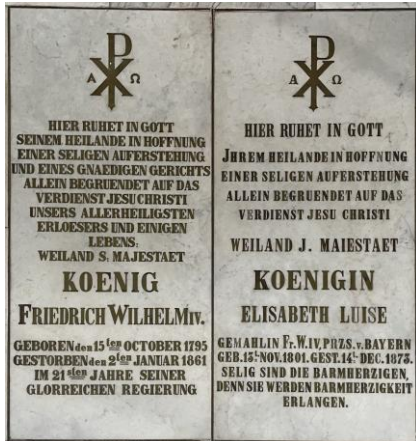 Α Ω
HIER RUHET IN GOTT
SEINEM HEILANDE IN HOFFNUNG
EINER SELIGEN AUFERSTEHUNG
UND EINES GNAEDIGEN GERICHTS
ALLEIN BEGRUENDET AUF DAS
VERDIENST JESU CHRISTI
UNSERS ALLERHEILIGSTEN
ERLOESERS UND EINIGEN
LEBENS;
WEILAND S. MAJESTAET
KOENIG
FRIEDRICH WILHELM IV.
GEBOREN den 15ten OCTOBER 1795
GESTORBEN den 2ten JANUAR 1861
IM 21sten JAHRE SEINER
GLORREICHEN REGIERUNG
Α Ω
HIER RUHET IN GOTT
JHREM HEILANDE IN HOFFNUNG
EINER SELIGEN AUFERSTEHUNG
ALLEIN BEGRUENDET AUF DAS
VERDIENST JESU CHRISTI
WEILAND J. MAIESTAET
KOENIGIN
ELISABETH LUISE
GEMAHLIN Fr. W. IV, PRZS. v. BAYERN
GEB. 13t. NOV. 1801. GEST. 14t. DEC. 1873.
SELIG SIND DIE BARMHERZIGEN,
DENN SIE WERDEN BARMHERZIGKEIT
ERLANGEN.